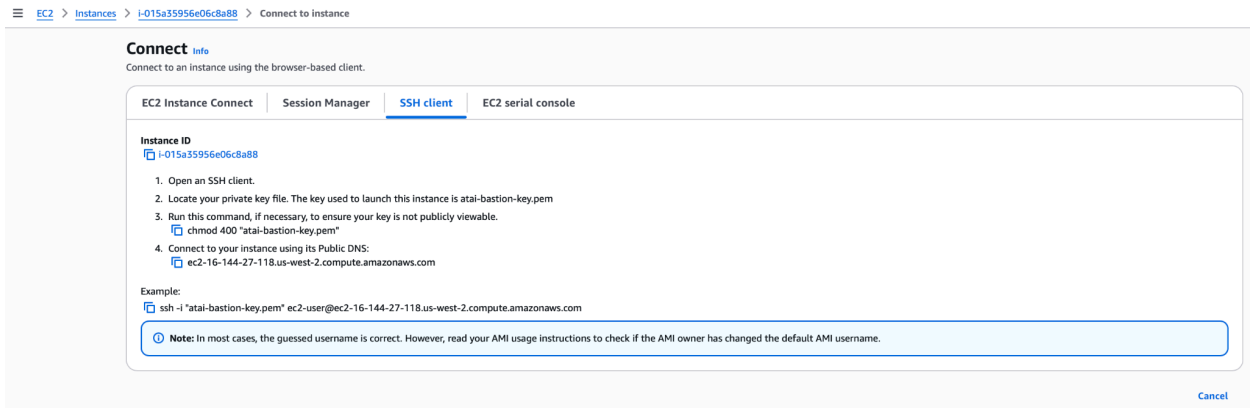 EC2 > Instances > i-015a35956e06c8a88 > Connect to instance
Connect Info
Connect to an instance using the browser-based client.
EC2 Instance Connect Session Manager SSH client EC2 serial console
Instance ID
i-015a35956e06c8a88
1. Open an SSH client.
2. Locate your private key file. The key used to launch this instance is atai-bastion-key.pem
3. Run this command, if necessary, to ensure your key is not publicly viewable.
chmod 400 "atai-bastion-key.pem"
4. Connect to your instance using its Public DNS:
ec2-16-144-27-118.us-west-2.compute.amazonaws.com
Example:
ssh -i "atai-bastion-key.pem" ec2-user@ec2-16-144-27-118.us-west-2.compute.amazonaws.com
Note: In most cases, the guessed username is correct. However, read your AMI usage instructions to check if the AMI owner has changed the default AMI username.
Cancel